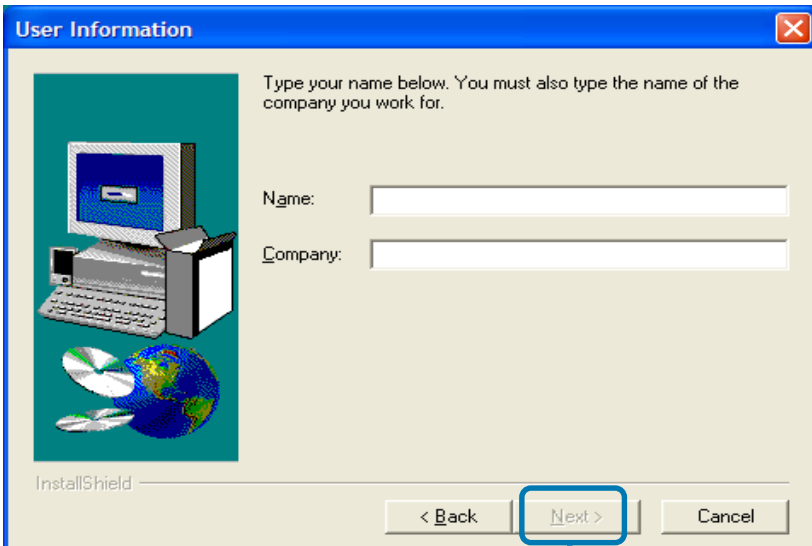 User Information
Type your name below. You must also type the name of the
company you work for.
Name:
Company:
InstallShield
< Back
Next >
Cancel